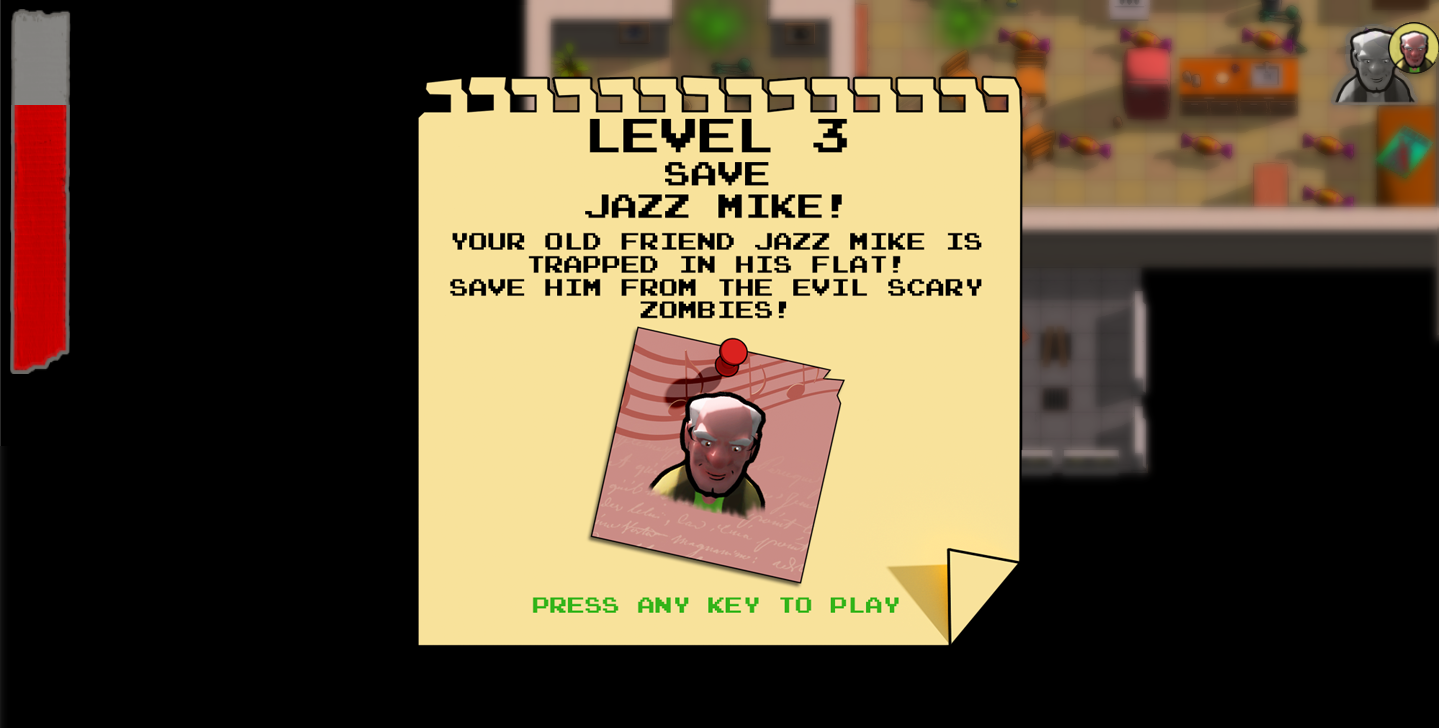 LEVEL 3
SAVE
JAZZ MIKE!
YOUR OLD FRIEND JAZZ MIKE IS
TRAPPED IN HIS FLAT!
SAVE HIM FROM THE EVIL SCARY
ZOMBIES!
PRESS ANY KEY TO PLAY